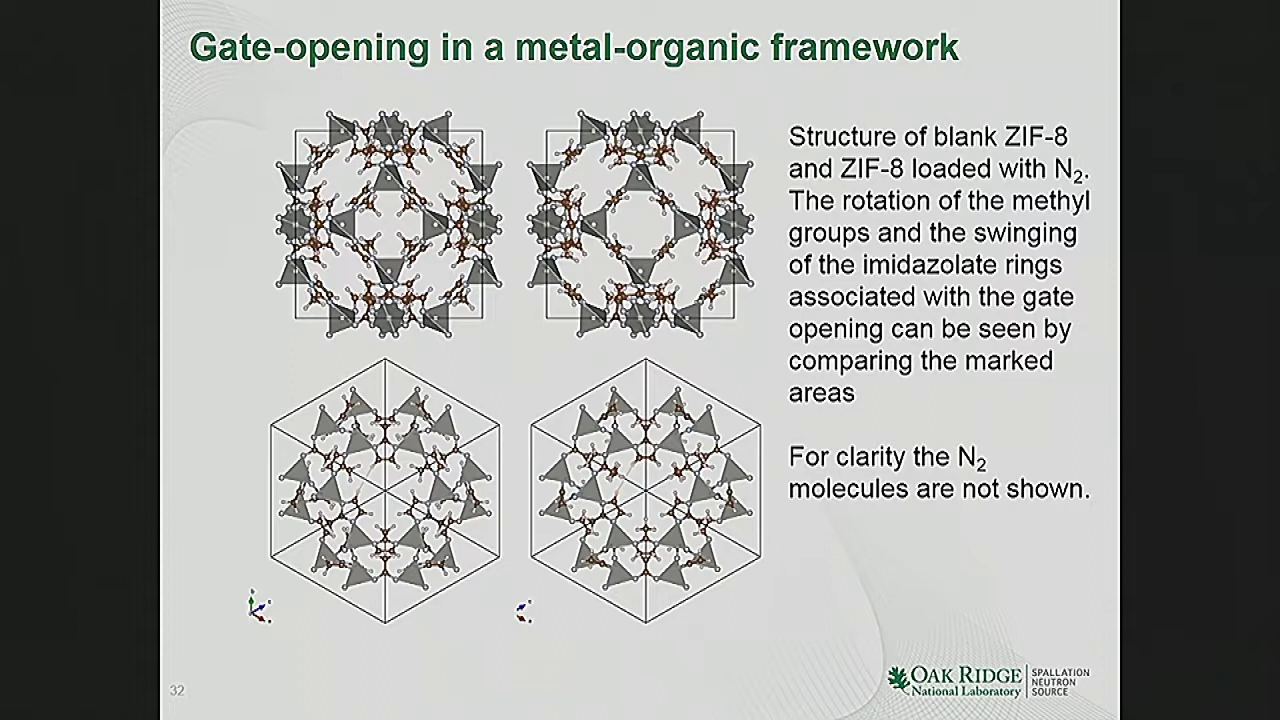 Gate-opening in a metal-organic framework
Structure of blank ZIF-8
and ZIF-8 loaded with N₂.
The rotation of the methyl
groups and the swinging
of the imidazolate rings
associated with the gate
opening can be seen by
comparing the marked
areas
For clarity the N₂
molecules are not shown.
32
OAK RIDGE
National Laboratory
SPALLATION
NEUTRON
SOURCE